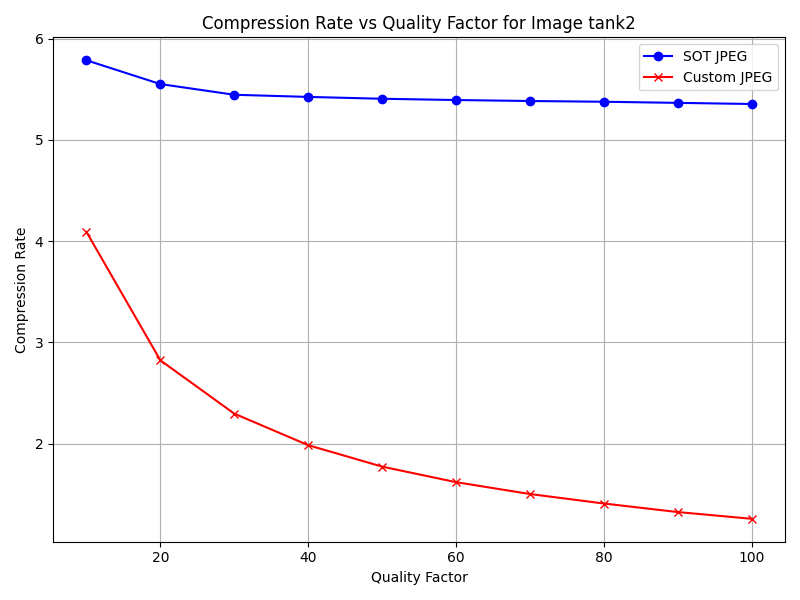 Compression Rate vs Quality Factor for Image tank2
SOT JPEG
Custom JPEG
Compression Rate
6
5
4
3
2
20 40 60 80 100
Quality Factor